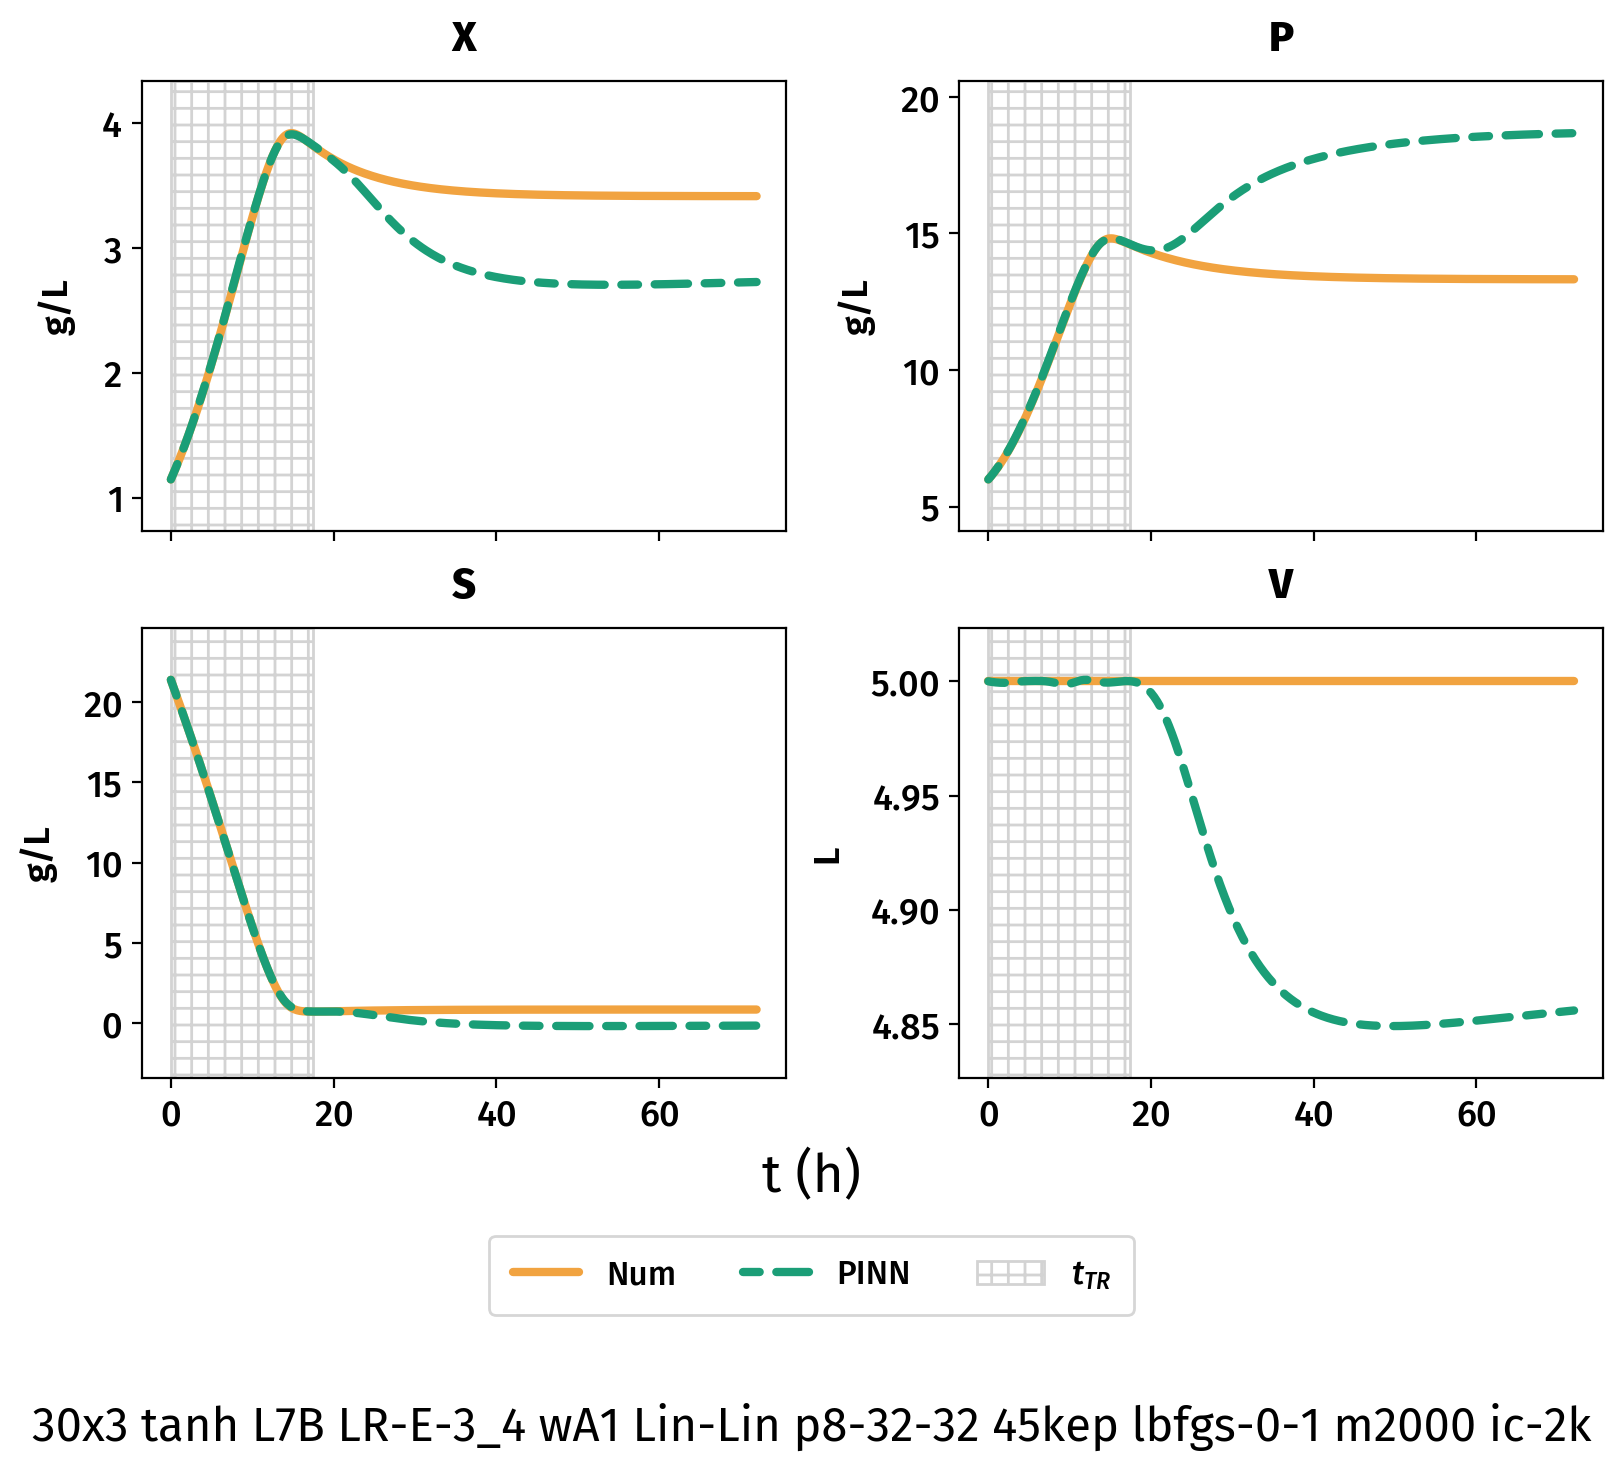 X
4
3
2
1
g/L
P
20
15
10
5
g/L
S
20
15
10
5
0
g/L
0 20 40 60
V
5.00
4.95
4.90
4.85
L
0 20 40 60
t (h)
Num PINN tTR
30x3 tanh L7B LR-E-3_4 wA1 Lin-Lin p8-32-32 45kep lbfgs-0-1 m2000 ic-2k